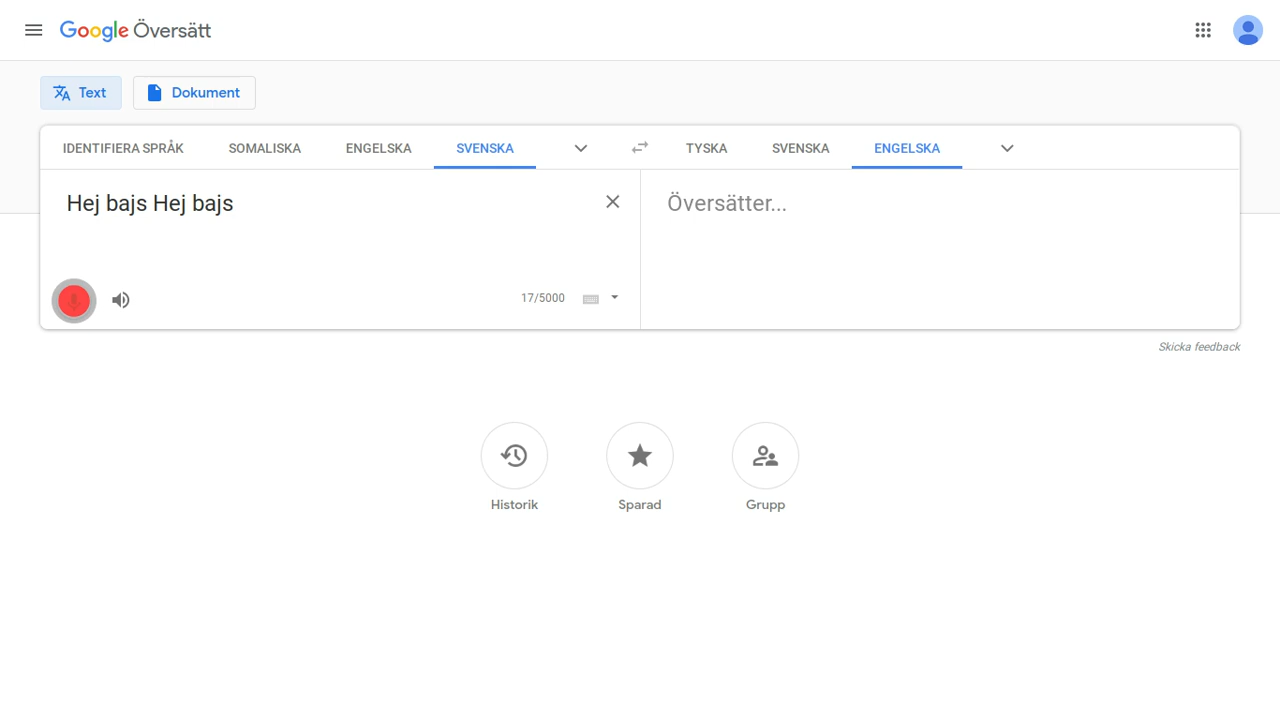 Google Översätt
Text
Dokument
IDENTIFIERA SPRÅK
SOMALISKA
ENGELSKA
SVENSKA
TYSKA
SVENSKA
ENGELSKA
Hej bajs Hej bajs
Översätter...
17/5000
Skicka feedback
Historik
Sparad
Grupp